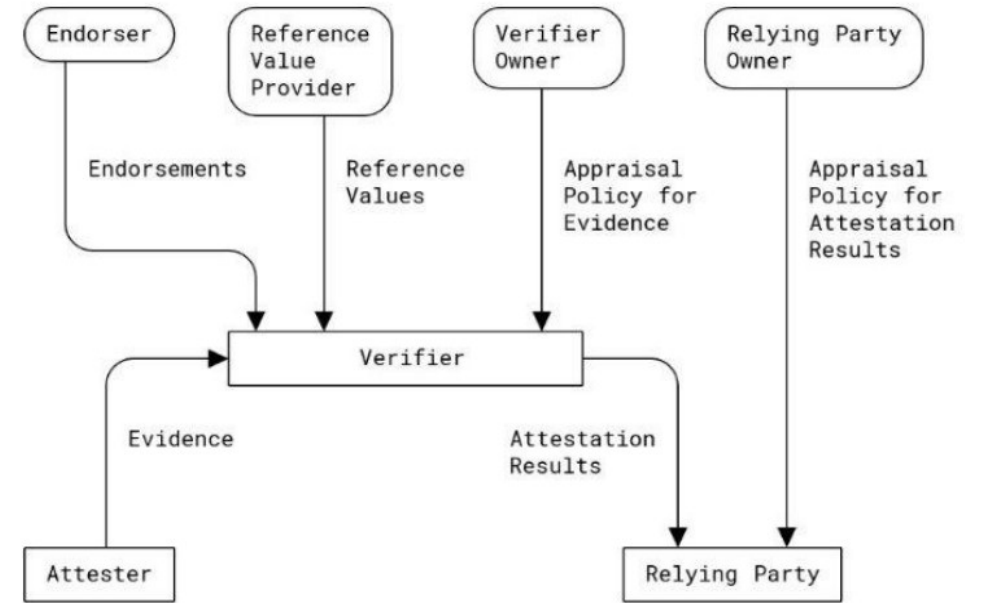 Endorser
Reference
Value
Provider
Verifier
Owner
Relying Party
Owner
Endorsements
Reference
Values
Appraisal
Policy for
Evidence
Appraisal
Policy for
Attestation
Results
Verifier
Evidence
Attestation
Results
Attester
Relying Party